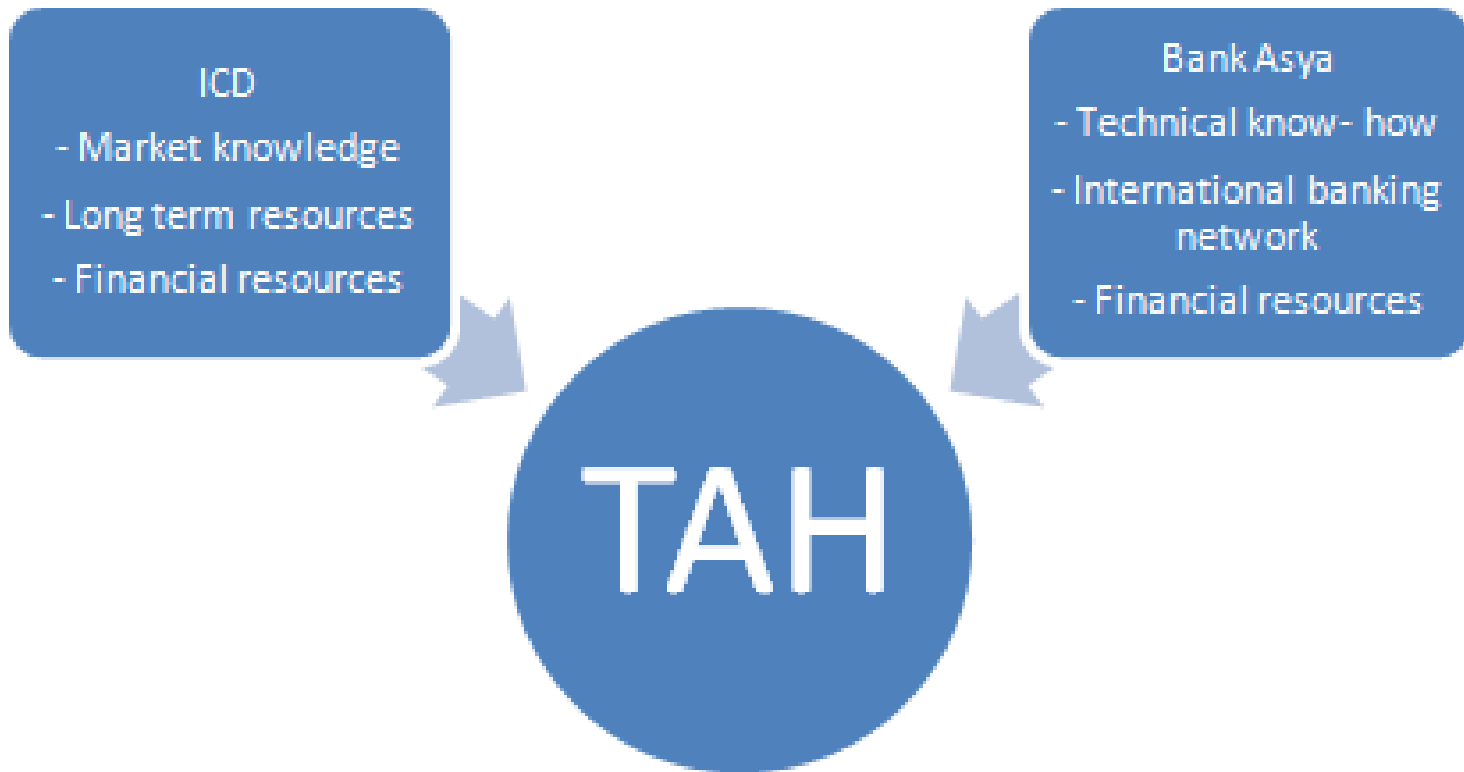 ICD
- Market knowledge
- Long term resources
- Financial resources
Bank Asya
- Technical know- how
- International banking
network
- Financial resources
TAH